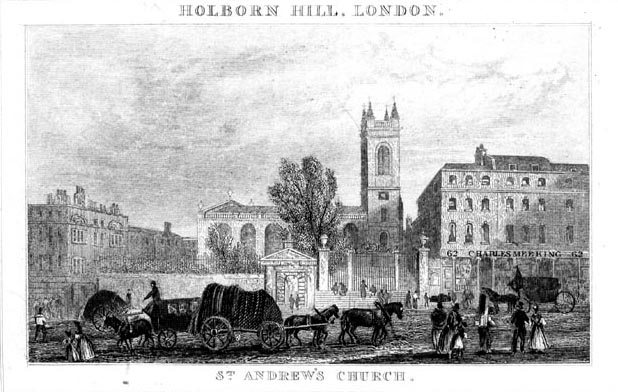 HOLBORN HILL, LONDON.
62 CHARLES MEEKING 62
ST. ANDREW'S CHURCH.